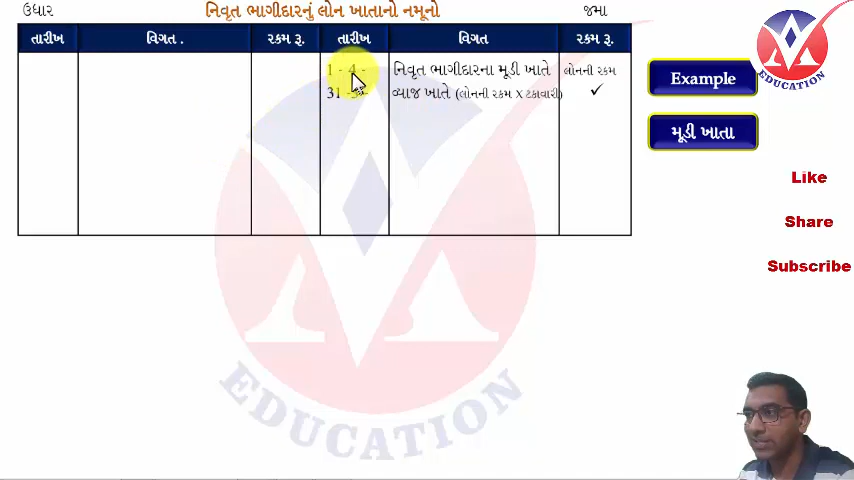 ઉધાર નિવૃત ભાગીદારનું લોન ખાતાનો નમૂનો જમા
તારીખ વિગત . રકમ રૂ. તારીખ વિગત રકમ રૂ.
1 - 4 - નિવૃત ભાગીદારના મૂડી ખાતે લોનની રકમ
31 - વ્યાજ ખાતે (લોનની રકમ X ટકાવારી) ✓
Example
મૂડી ખાતા
Like
Share
Subscribe
EDUCATION
EDUCATION